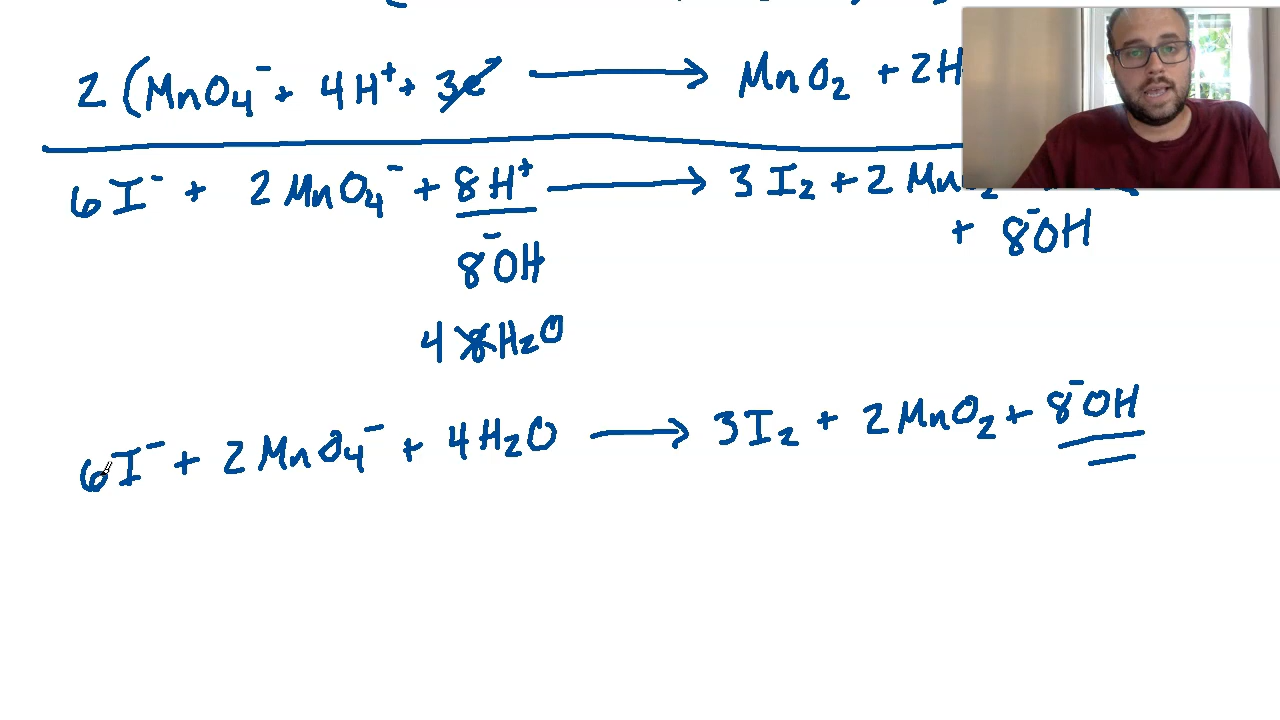 2 (MnO₄⁻ + 4H⁺ + 3e⁻ ⟶ MnO₂ + 2H
6I⁻ + 2MnO₄⁻ + 8H⁺ ⟶ 3I₂ + 2Mn
8⁻OH + 8⁻OH
4 8 H₂O
6I⁻ + 2MnO₄⁻ + 4H₂O ⟶ 3I₂ + 2MnO₂ + 8⁻OH